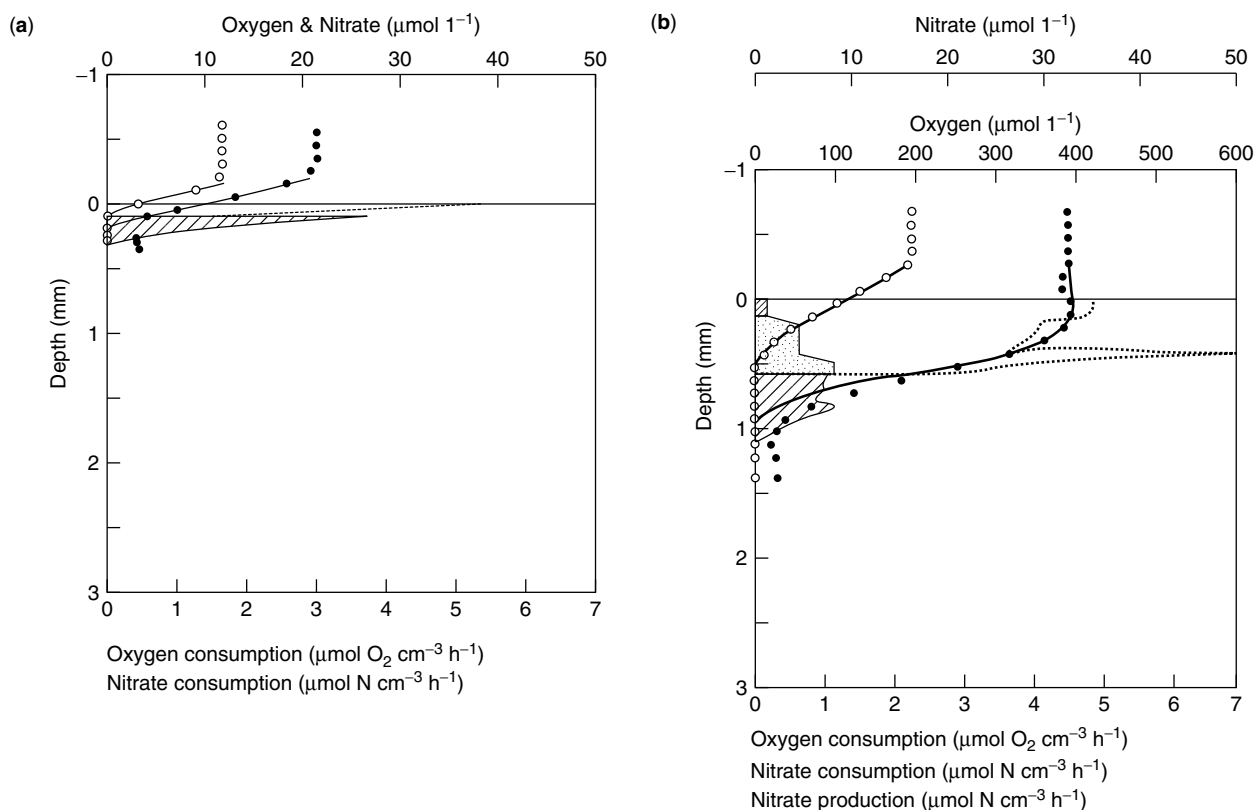 (a)
Oxygen & Nitrate (μmol 1⁻¹)
0 10 20 30 40 50
−1
0
1
2
3
Depth (mm)
0 1 2 3 4 5 6 7
Oxygen consumption (μmol O₂ cm⁻³ h⁻¹)
Nitrate consumption (μmol N cm⁻³ h⁻¹)
(b)
Nitrate (μmol 1⁻¹)
0 10 20 30 40 50
Oxygen (μmol 1⁻¹)
0 100 200 300 400 500 600
−1
0
1
2
3
Depth (mm)
0 1 2 3 4 5 6 7
Oxygen consumption (μmol O₂ cm⁻³ h⁻¹)
Nitrate consumption (μmol N cm⁻³ h⁻¹)
Nitrate production (μmol N cm⁻³ h⁻¹)